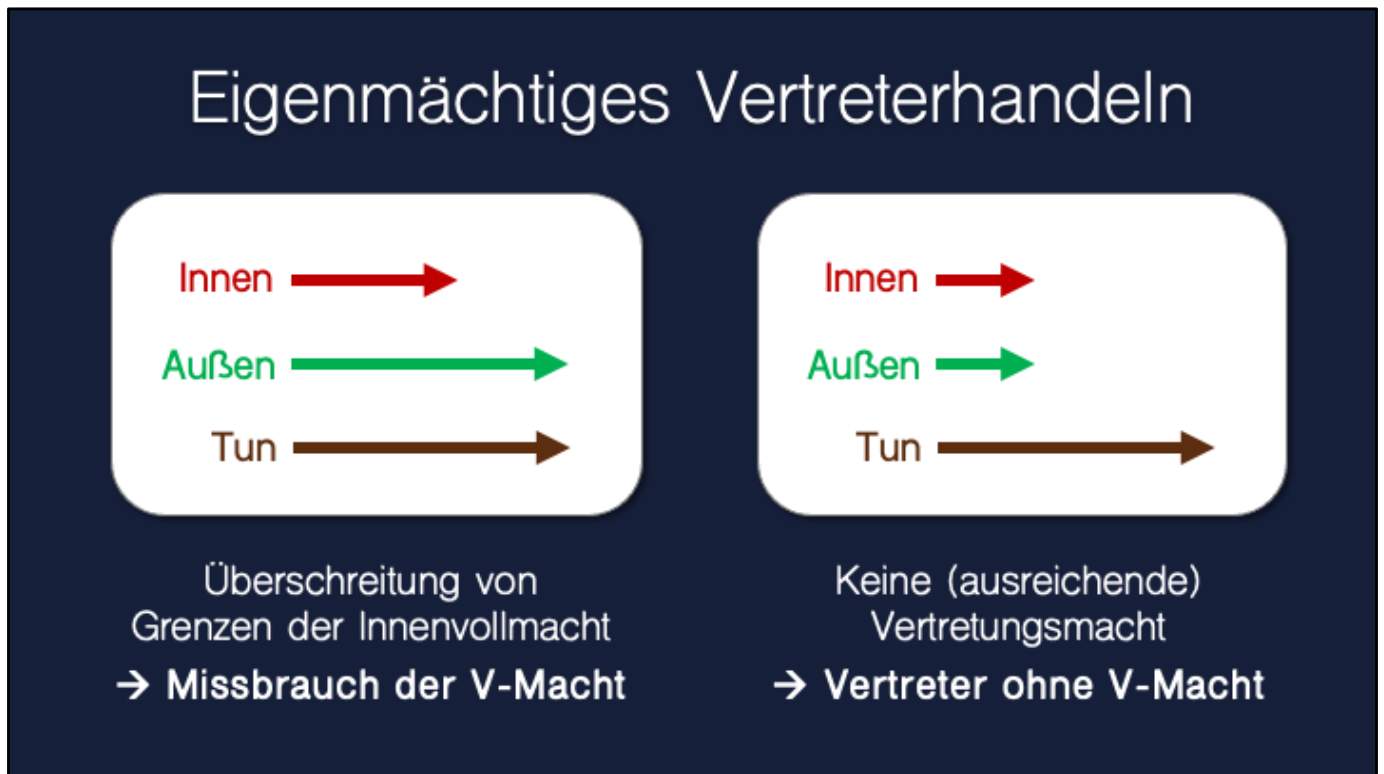 Eigenmächtiges Vertreterhandeln
Innen
Außen
Tun
Überschreitung von
Grenzen der Innenvollmacht
→ Missbrauch der V-Macht
Innen
Außen
Tun
Keine (ausreichende)
Vertretungsmacht
→ Vertreter ohne V-Macht